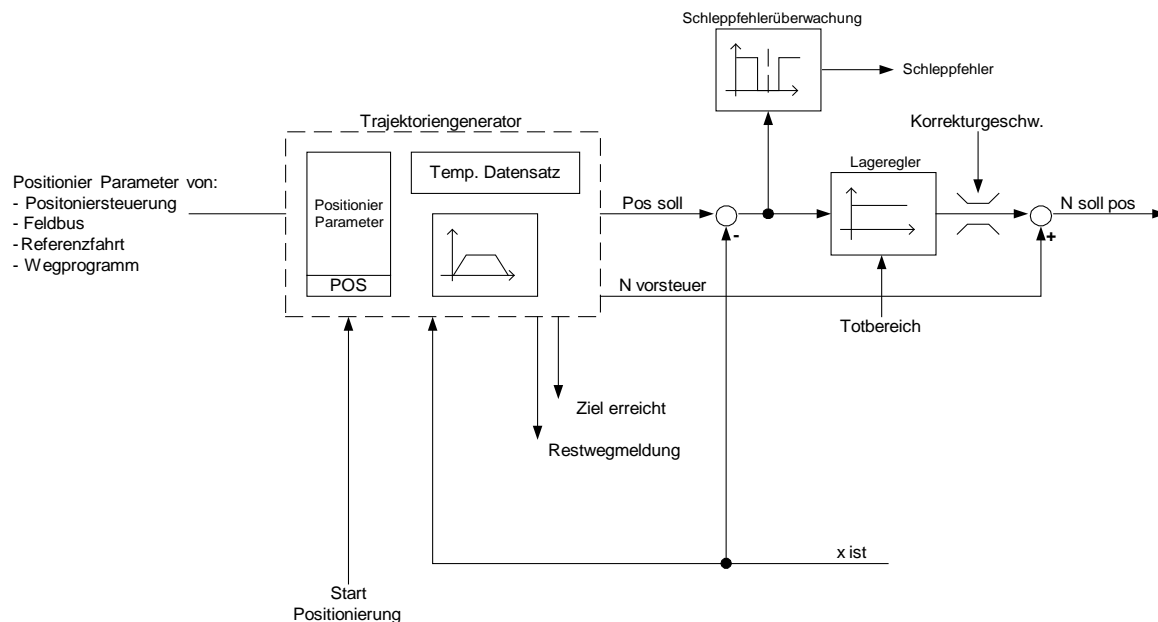 Schleppfehlerüberwachung
Schleppfehler
Trajektoriengenerator
Korrekturgeschw.
Positionier Parameter von:
- Positoniersteuerung
- Feldbus
-Referenzfahrt
- Wegprogramm
Positionier
Parameter
POS
Temp. Datensatz
Pos soll
-
Lageregler
N soll pos
+
N vorsteuer
Totbereich
Ziel erreicht
Restwegmeldung
x ist
Start
Positionierung